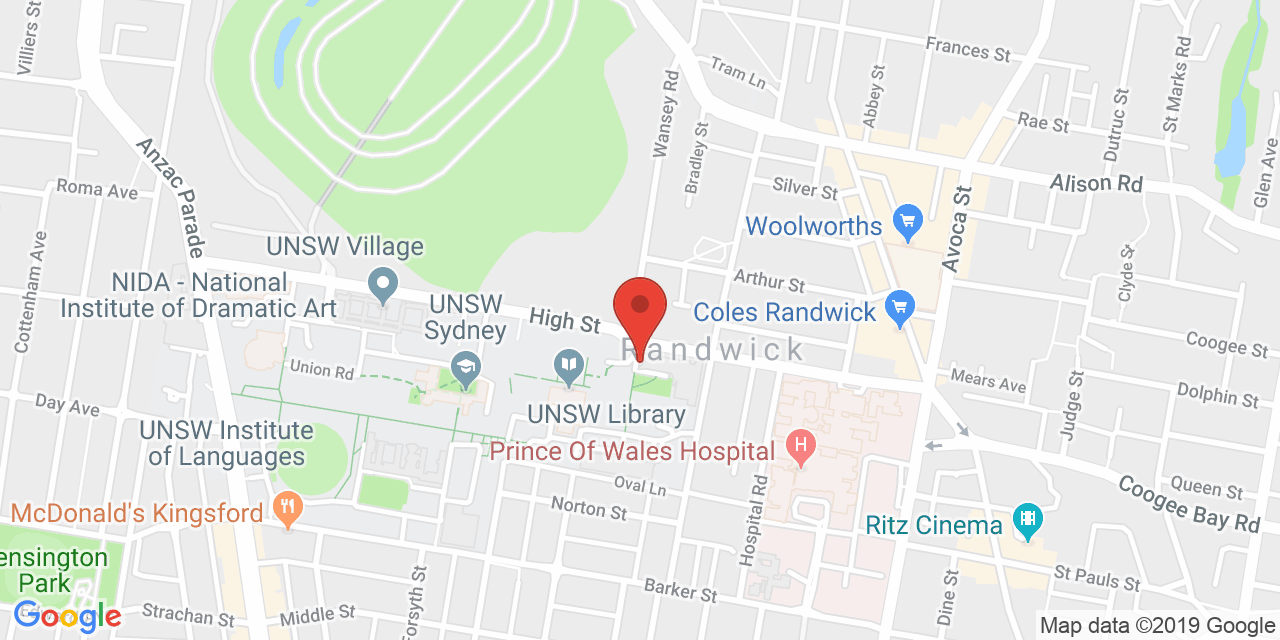 Villiers St
Frances St
St Marks Rd
Tram Ln
Wansey Rd
Abbey St
Dutruc St
Rae St
Anzac Parade
Bradley St
Glen Ave
Roma Ave
Silver St
Alison Rd
Avoca St
Woolworths
UNSW Village
Cottenham Ave
NIDA - National
Institute of Dramatic Art
Arthur St
Clyde St
UNSW
Sydney
High St
Coles Randwick
Randwick
Coogee St
Union Rd
Mears Ave
Judge St
Dolphin St
Day Ave
UNSW Library
UNSW Institute
of Languages
Prince Of Wales Hospital
H
Oval Ln
Queen St
Coogee Bay Rd
McDonald's Kingsford
Norton St
Hospital Rd
Ritz Cinema
ensington
Park
Barker St
St Pauls St
Forsyth St
Dine St
Strachan St
Middle St
Google
Map data ©2019 Google